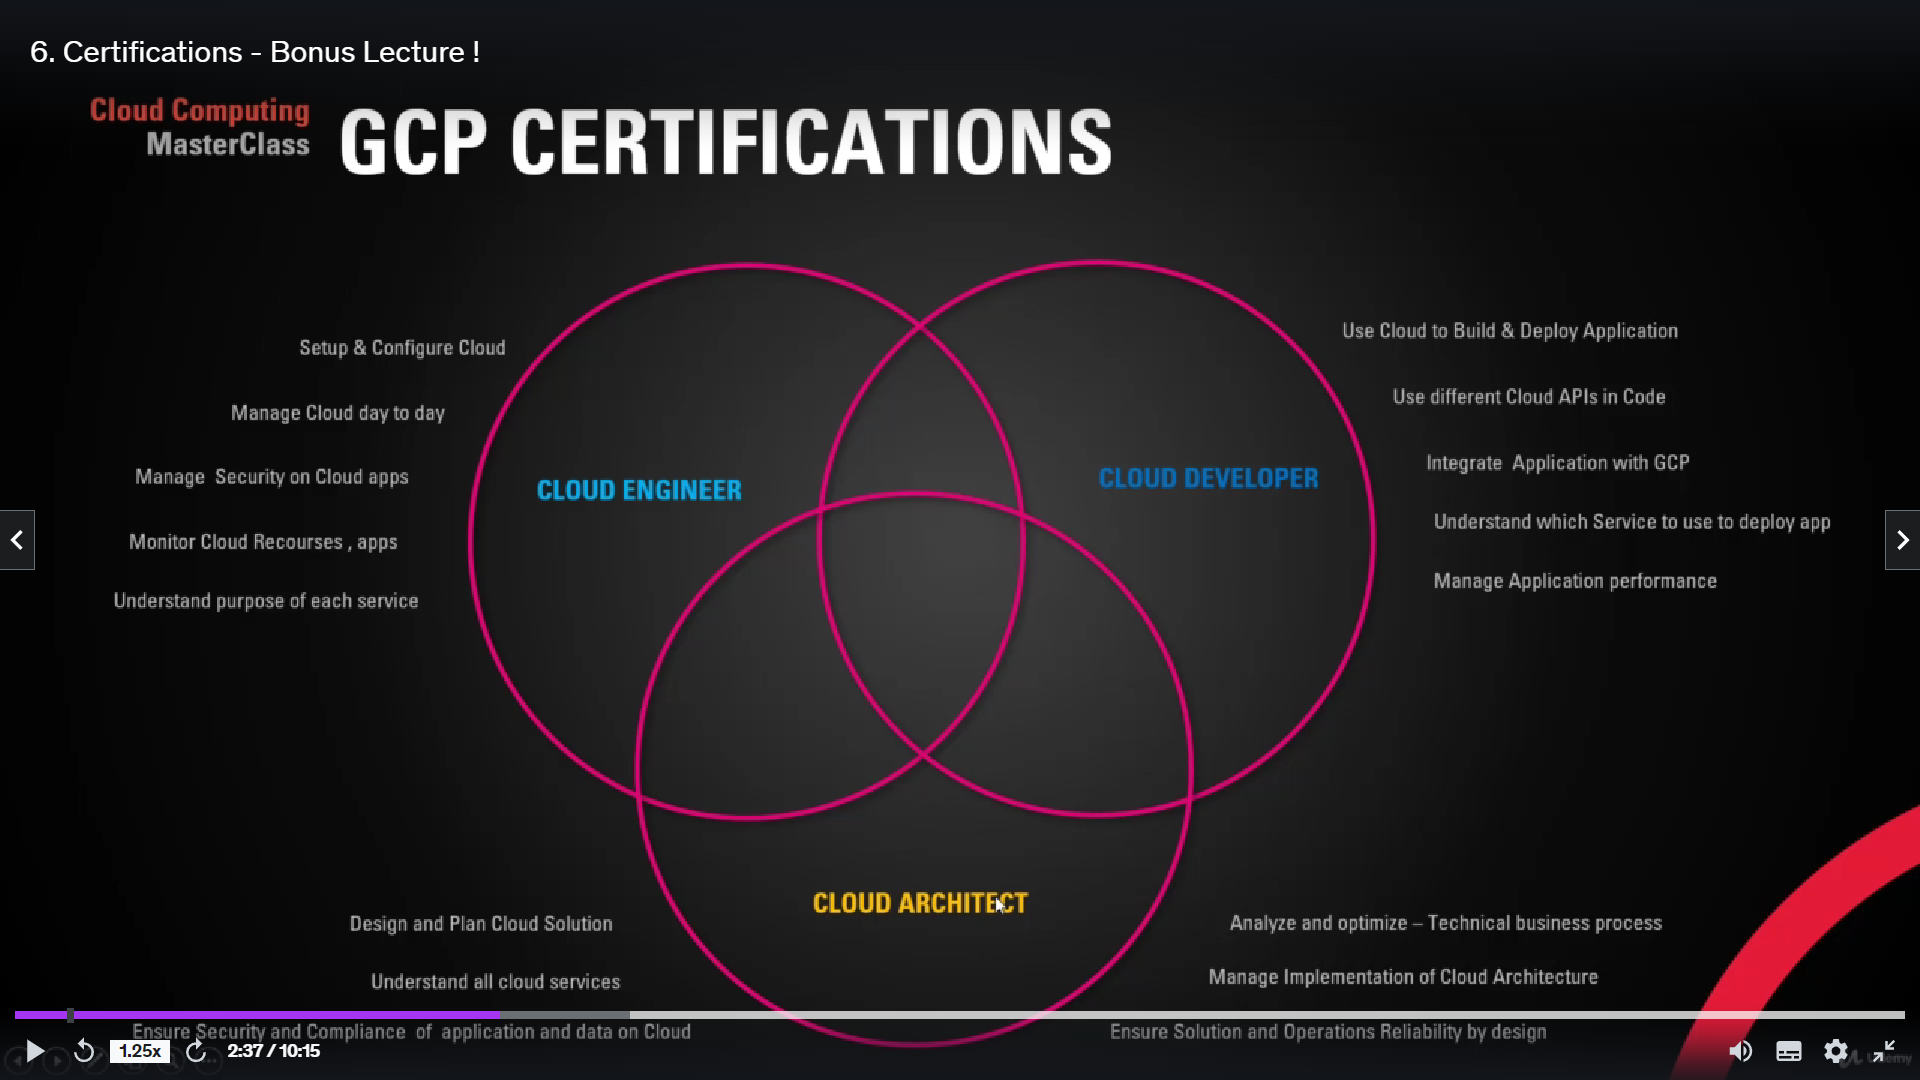 6. Certifications - Bonus Lecture !
Cloud Computing
MasterClass
GCP CERTIFICATIONS
Setup & Configure Cloud
Manage Cloud day to day
Manage Security on Cloud apps
Monitor Cloud Recourses , apps
Understand purpose of each service
CLOUD ENGINEER
CLOUD DEVELOPER
Use Cloud to Build & Deploy Application
Use different Cloud APIs in Code
Integrate Application with GCP
Understand which Service to use to deploy app
Manage Application performance
CLOUD ARCHITECT
Design and Plan Cloud Solution
Understand all cloud services
Ensure Security and Compliance of application and data on Cloud
Analyze and optimize – Technical business process
Manage Implementation of Cloud Architecture
Ensure Solution and Operations Reliability by design
1.25x
2:37 / 10:15
Udemy